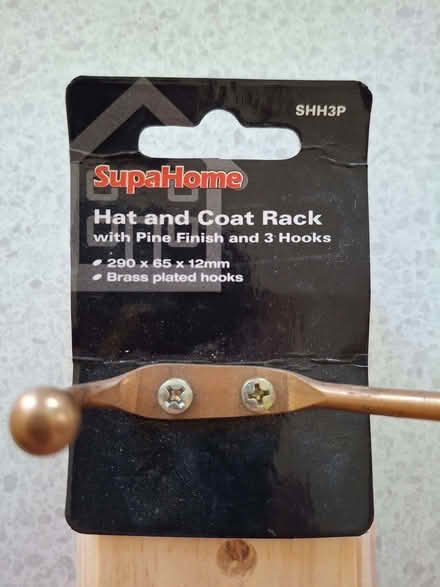 SHH3P
SupaHome
Hat and Coat Rack
with Pine Finish and 3 Hooks
290 x 65 x 12mm
Brass plated hooks